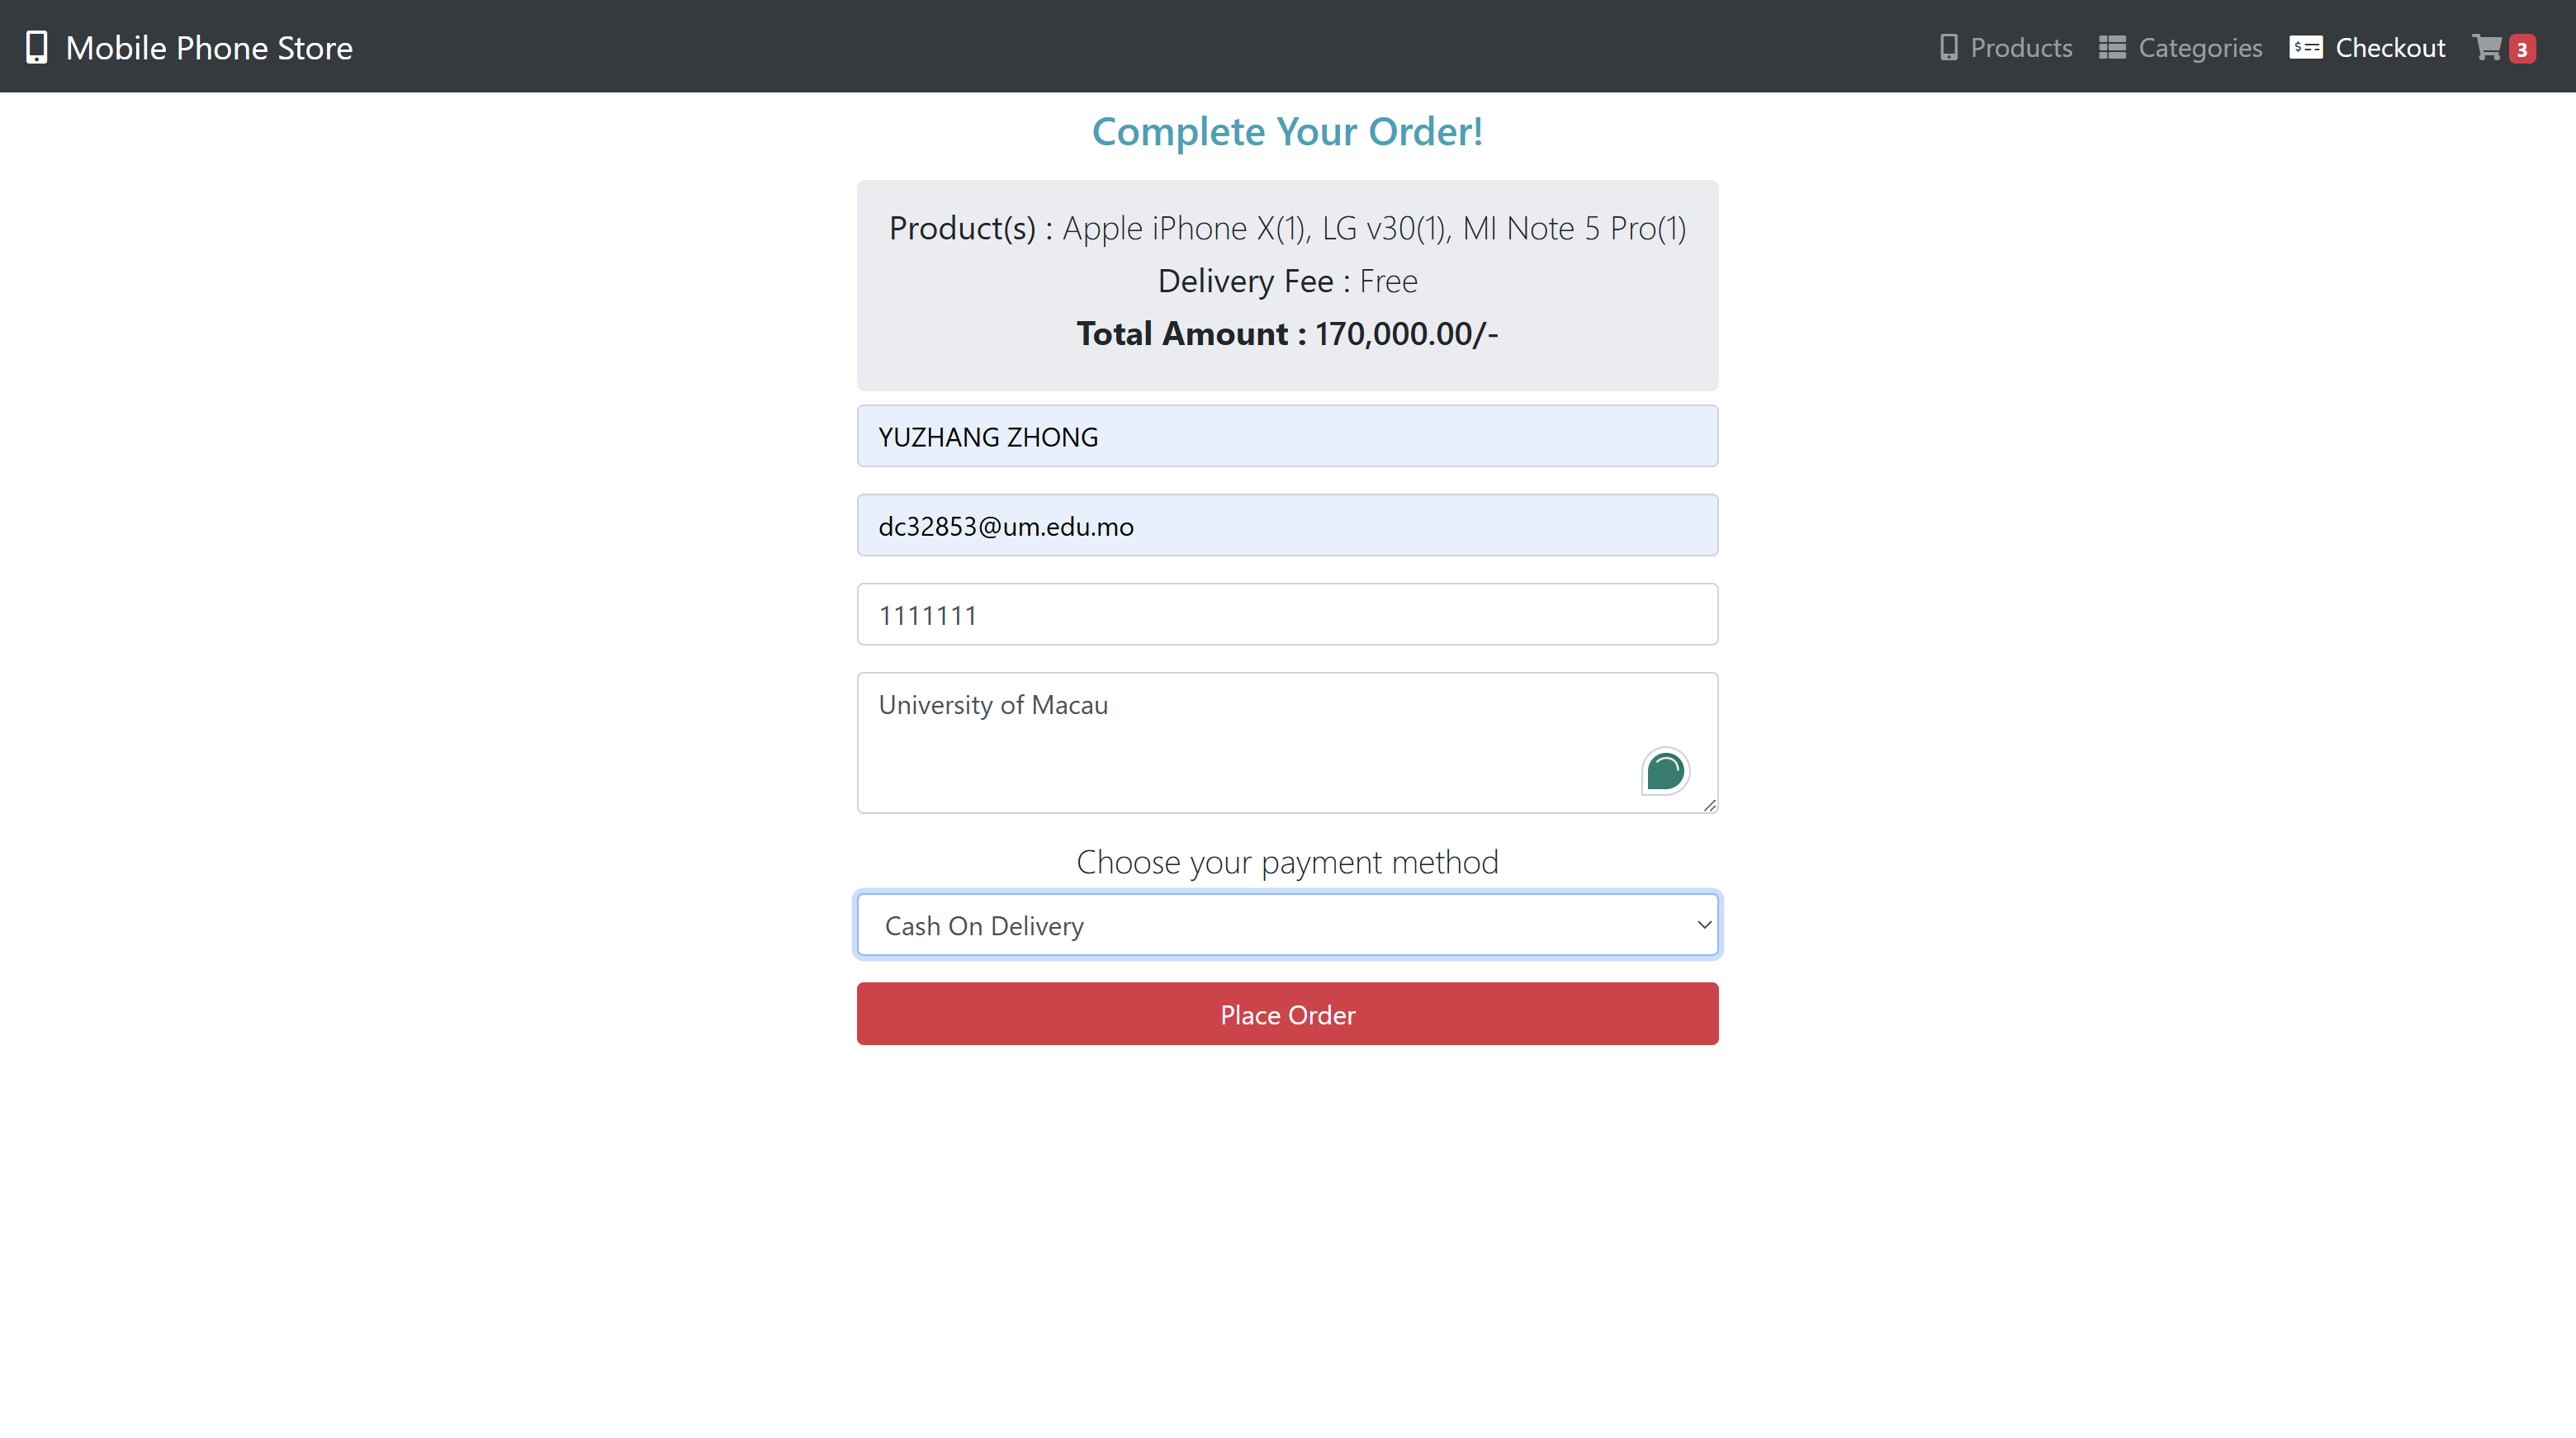 Mobile Phone Store
Products
Categories
Checkout
3
Complete Your Order!
Product(s) : Apple iPhone X(1), LG v30(1), MI Note 5 Pro(1)
Delivery Fee : Free
Total Amount : 170,000.00/-
YUZHANG ZHONG
dc32853@um.edu.mo
1111111
University of Macau
Choose your payment method
Cash On Delivery
Place Order